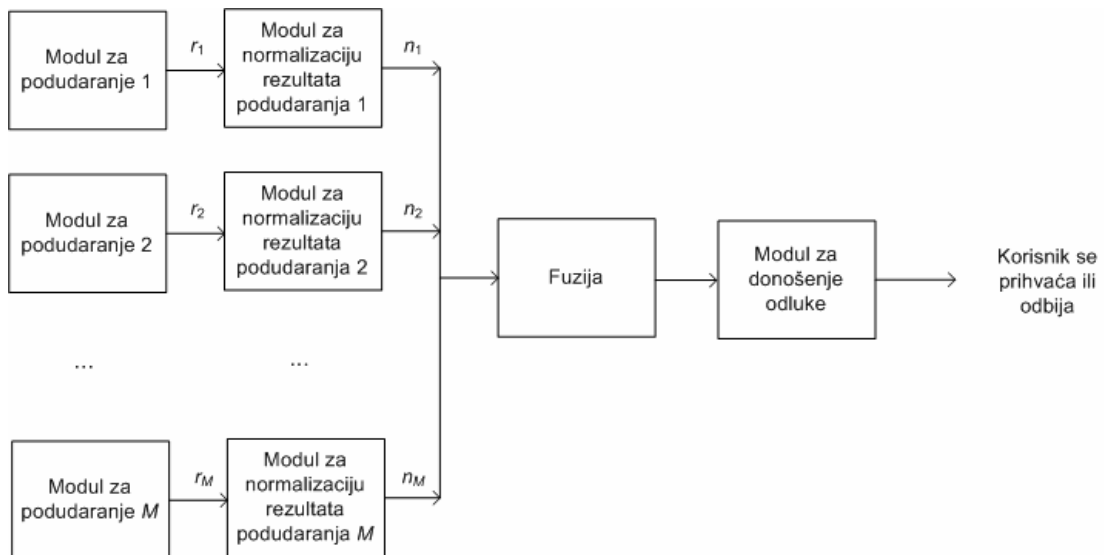 Modul za
podudaranje 1
r1
Modul za
normalizaciju
rezultata
podudaranja 1
n1
Modul za
podudaranje 2
r2
Modul za
normalizaciju
rezultata
podudaranja 2
n2
Fuzija
Modul za
donošenje
odluke
Korisnik se
prihvaća ili
odbija
...
...
Modul za
podudaranje M
rM
Modul za
normalizaciju
rezultata
podudaranja M
nM